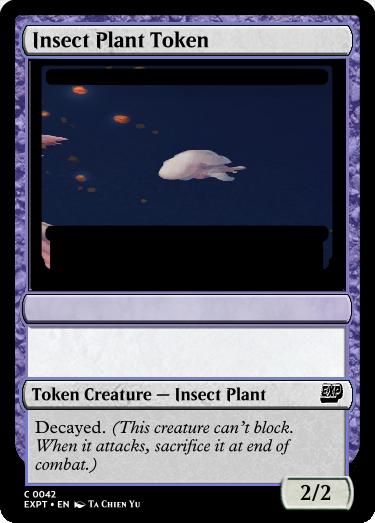 Insect Plant Token
Token Creature — Insect Plant
EXP
Decayed. (This creature can't block.
When it attacks, sacrifice it at end of
combat.)
2/2
C 0042
EXPT • EN Ta Chien Yu